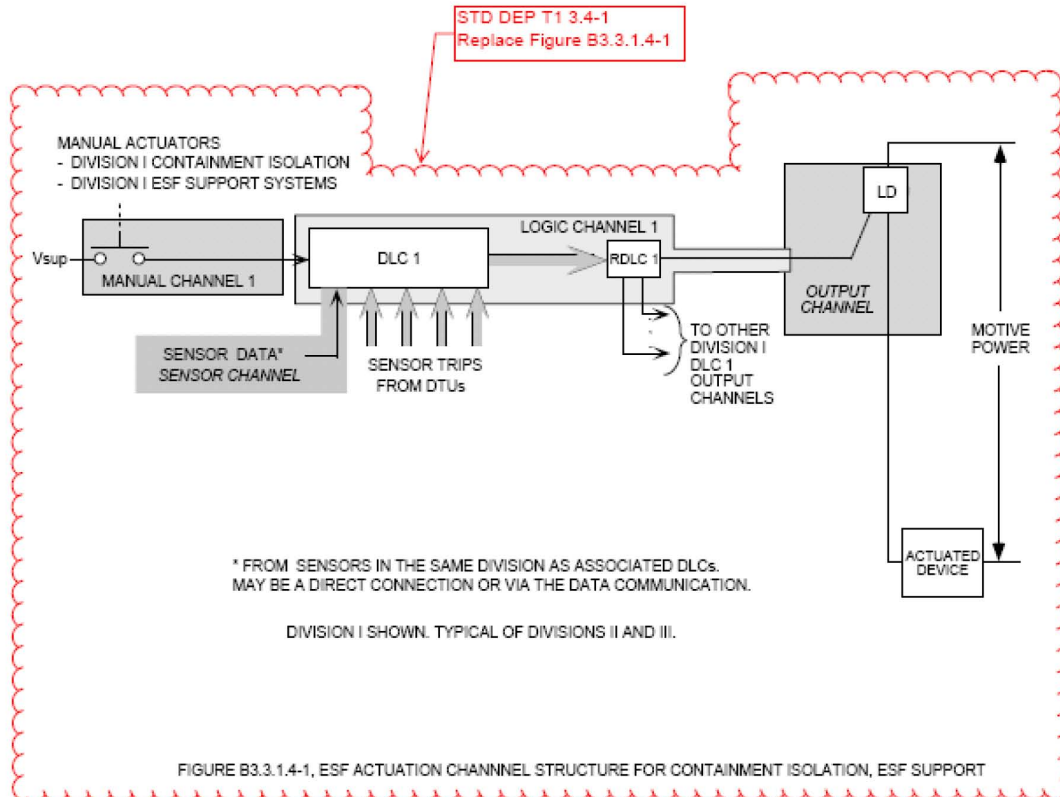 STD DEP T1 3.4-1
Replace Figure B3.3.1.4-1
MANUAL ACTUATORS
- DIVISION I CONTAINMENT ISOLATION
- DIVISION I ESF SUPPORT SYSTEMS
Vsup
MANUAL CHANNEL 1
LOGIC CHANNEL 1
DLC 1
RDLC 1
LD
OUTPUT
CHANNEL
MOTIVE
POWER
SENSOR DATA*
SENSOR CHANNEL
SENSOR TRIPS
FROM DTUs
TO OTHER
DIVISION I
DLC 1
OUTPUT
CHANNELS
ACTUATED
DEVICE
* FROM SENSORS IN THE SAME DIVISION AS ASSOCIATED DLCs.
MAY BE A DIRECT CONNECTION OR VIA THE DATA COMMUNICATION.
DIVISION I SHOWN. TYPICAL OF DIVISIONS II AND III.
FIGURE B3.3.1.4-1, ESF ACTUATION CHANNNEL STRUCTURE FOR CONTAINMENT ISOLATION, ESF SUPPORT